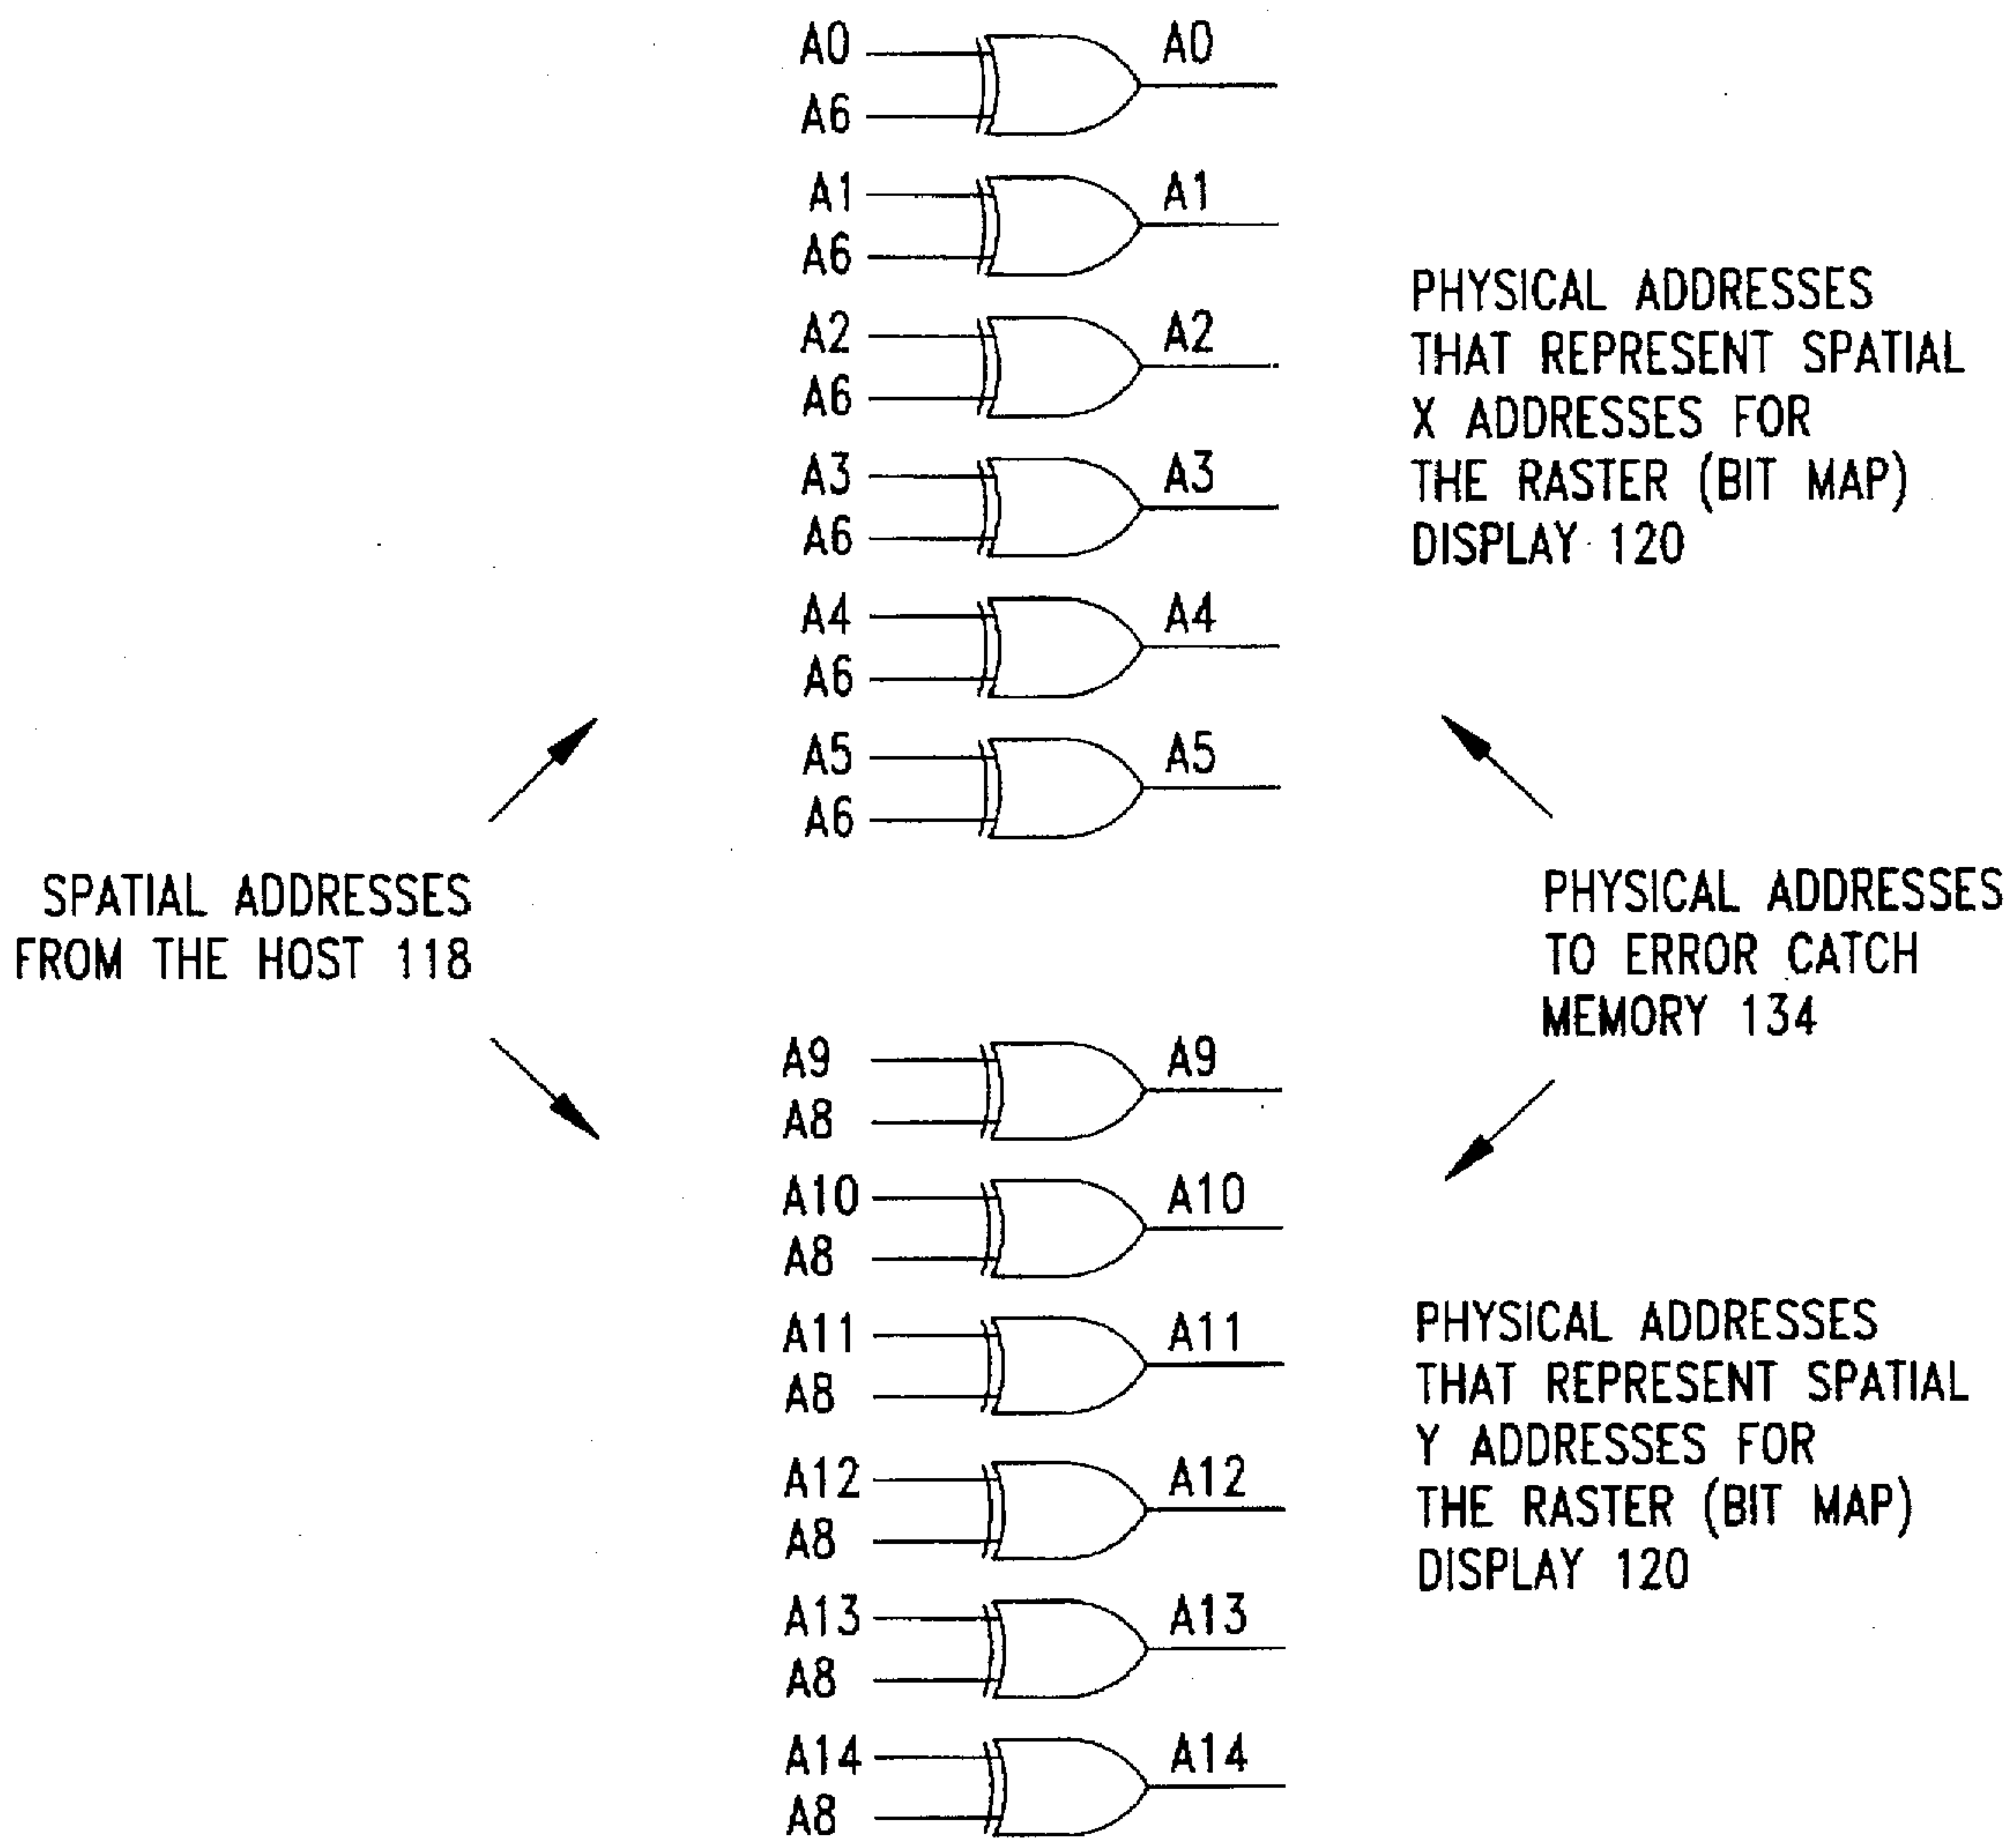 A0
A0
A6
A1
A1
A6
A2
A2
A6
A3
A3
A6
A4
A4
A6
A5
A5
A6
PHYSICAL ADDRESSES
THAT REPRESENT SPATIAL
X ADDRESSES FOR
THE RASTER (BIT MAP)
DISPLAY 120
SPATIAL ADDRESSES
FROM THE HOST 118
PHYSICAL ADDRESSES
TO ERROR CATCH
MEMORY 134
A9
A9
A8
A10
A10
A8
A11
A11
A8
A12
A12
A8
A13
A13
A8
A14
A14
A8
PHYSICAL ADDRESSES
THAT REPRESENT SPATIAL
Y ADDRESSES FOR
THE RASTER (BIT MAP)
DISPLAY 120